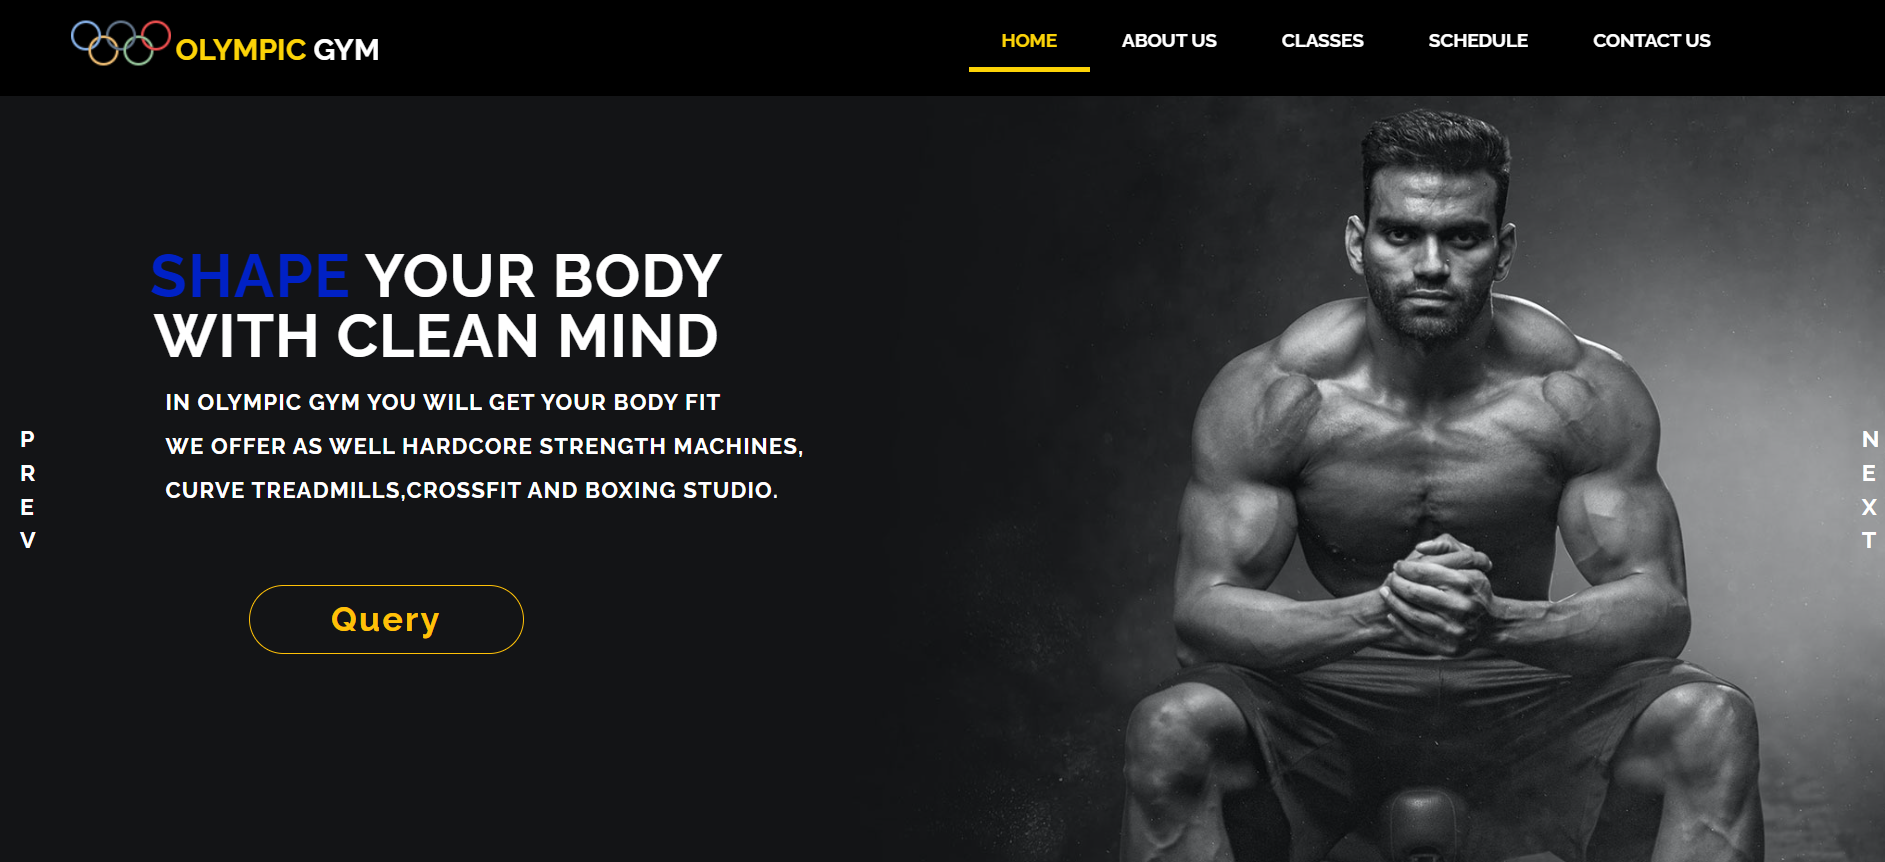 OLYMPIC GYM
HOME
ABOUT US
CLASSES
SCHEDULE
CONTACT US
SHAPE YOUR BODY
WITH CLEAN MIND
IN OLYMPIC GYM YOU WILL GET YOUR BODY FIT
WE OFFER AS WELL HARDCORE STRENGTH MACHINES,
CURVE TREADMILLS,CROSSFIT AND BOXING STUDIO.
PREV
NEXT
Query